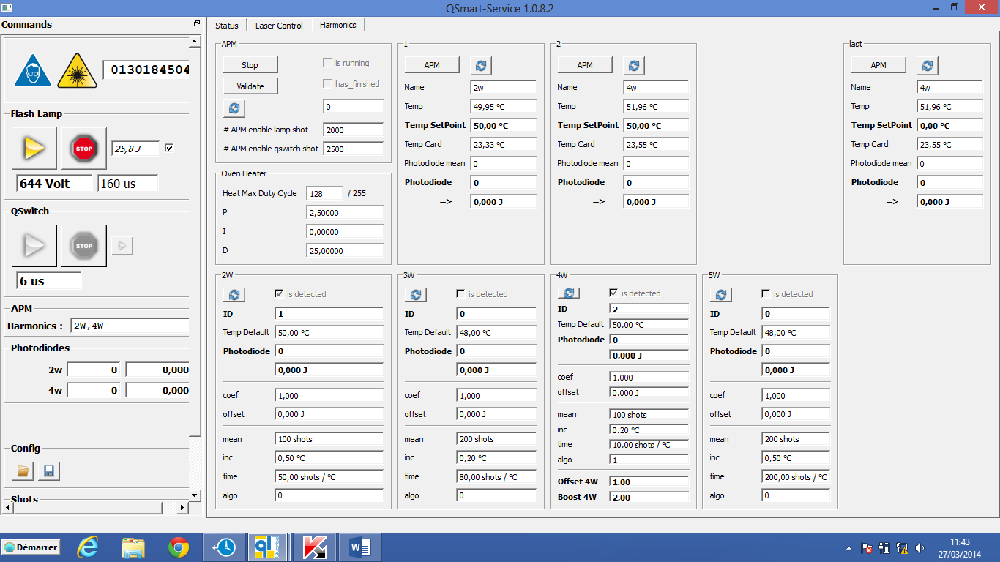 QSmart-Service 1.0.8.2
Commands
Status
Laser Control
Harmonics
0130184504
Flash Lamp
STOP
25,8 J
644 Volt
160 us
QSwitch
STOP
6 us
APM
Harmonics :
2W,4W
Photodiodes
2w
0
0,000
4w
0
0,000
Config
Shots
APM
Stop
is running
Validate
has_finished
0
# APM enable lamp shot
2000
# APM enable qswitch shot
2500
Oven Heater
Heat Max Duty Cycle
128
/ 255
P
2,50000
I
0,00000
D
25,00000
1
APM
Name
2w
Temp
49,95 °C
Temp SetPoint
50,00 °C
Temp Card
23,33 °C
Photodiode mean
0
Photodiode
0
=>
0,000 J
2
APM
Name
4w
Temp
51,96 °C
Temp SetPoint
50,00 °C
Temp Card
23,55 °C
Photodiode mean
0
Photodiode
0
=>
0,000 J
last
APM
Name
4w
Temp
51,96 °C
Temp SetPoint
0,00 °C
Temp Card
23,55 °C
Photodiode mean
0
Photodiode
0
=>
0,000 J
2W
is detected
ID
1
Temp Default
50,00 °C
Photodiode
0
0,000 J
coef
1,000
offset
0,000 J
mean
100 shots
inc
0,50 °C
time
50,00 shots / °C
algo
0
3W
is detected
ID
0
Temp Default
48,00 °C
Photodiode
0
0,000 J
coef
1,000
offset
0,000 J
mean
200 shots
inc
0,20 °C
time
80,00 shots / °C
algo
0
4W
is detected
ID
2
Temp Default
50.00 °C
Photodiode
0
0.000 J
coef
1.000
offset
0.000 J
mean
100 shots
inc
0.20 °C
time
10.00 shots / °C
algo
1
Offset 4W
1.00
Boost 4W
2.00
5W
is detected
ID
0
Temp Default
48,00 °C
Photodiode
0
0,000 J
coef
1,000
offset
0,000 J
mean
200 shots
inc
0,50 °C
time
200,00 shots / °C
algo
0
Démarrer
11:43
27/03/2014